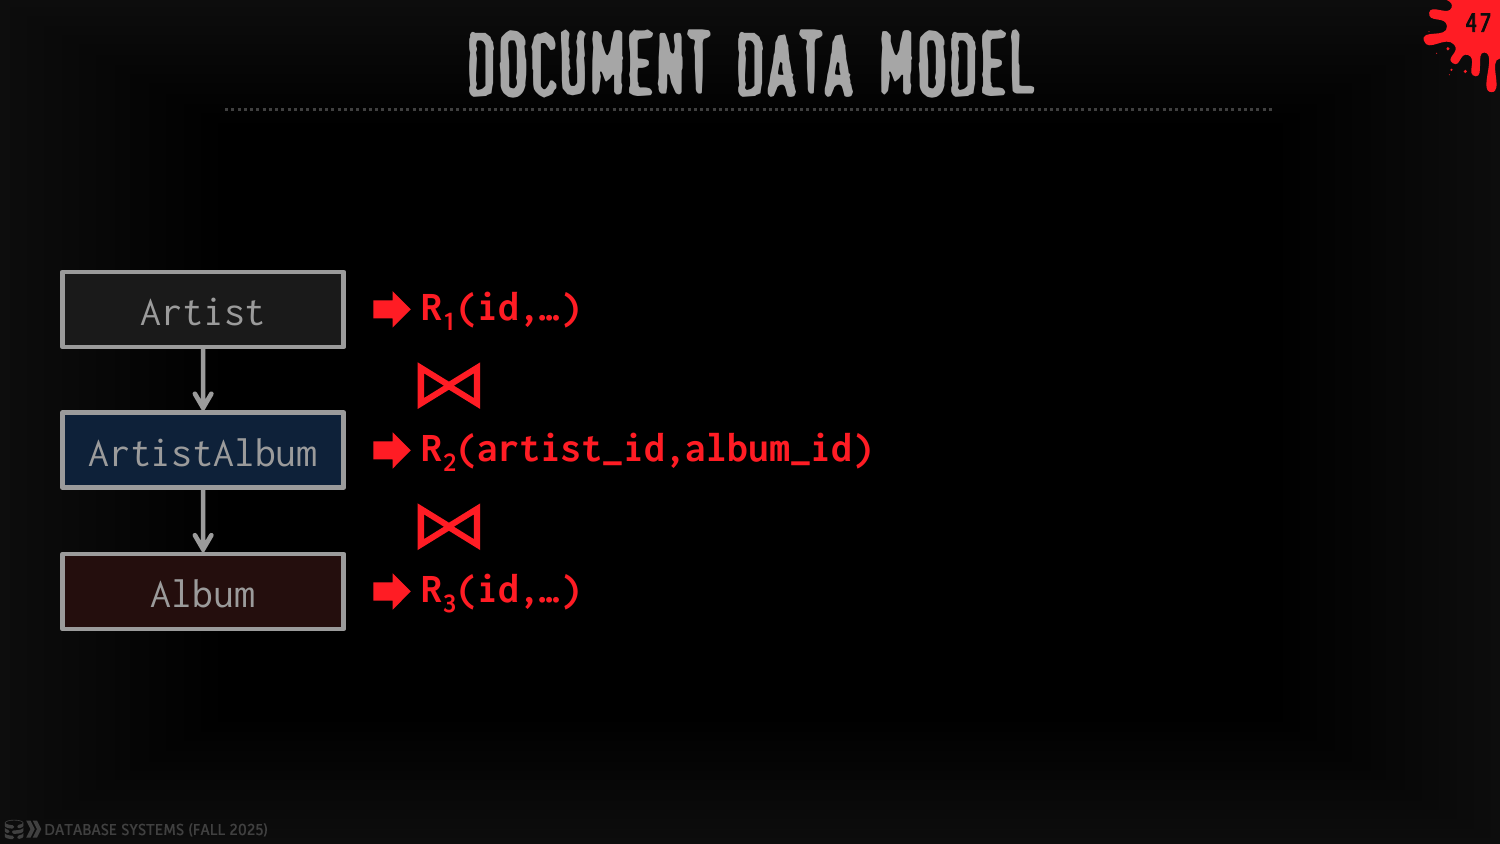 47
DOCUMENT DATA MODEL
Artist
R1(id,…)
⋈
ArtistAlbum
R2(artist_id,album_id)
⋈
Album
R3(id,…)
DATABASE SYSTEMS (FALL 2025)